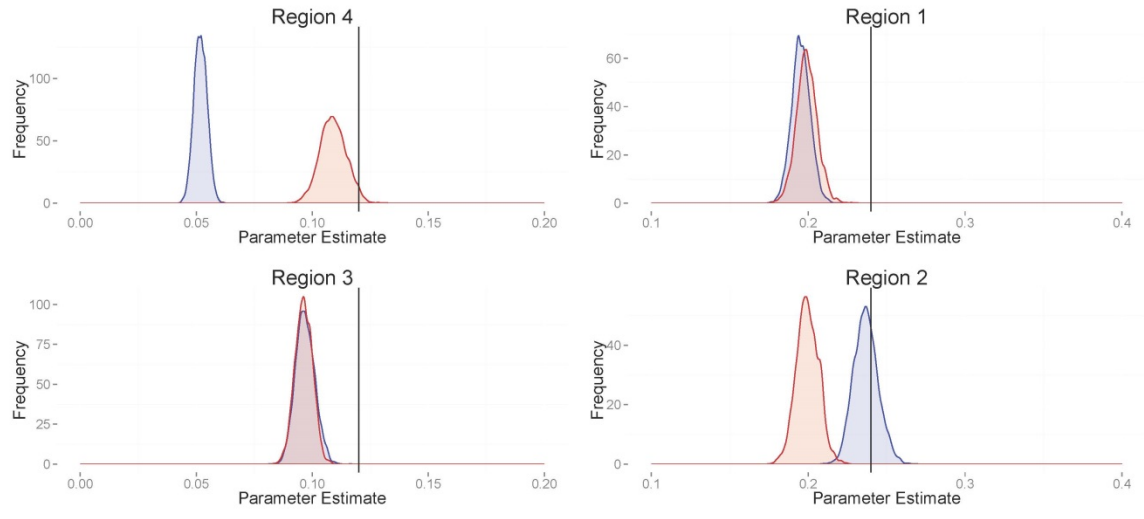 Region 4
Frequency
100
50
0
0.00 0.05 0.10 0.15 0.20
Parameter Estimate
Region 1
Frequency
60
40
20
0
0.1 0.2 0.3 0.4
Parameter Estimate
Region 3
Frequency
100
75
50
25
0
0.00 0.05 0.10 0.15 0.20
Parameter Estimate
Region 2
Frequency
40
20
0
0.1 0.2 0.3 0.4
Parameter Estimate